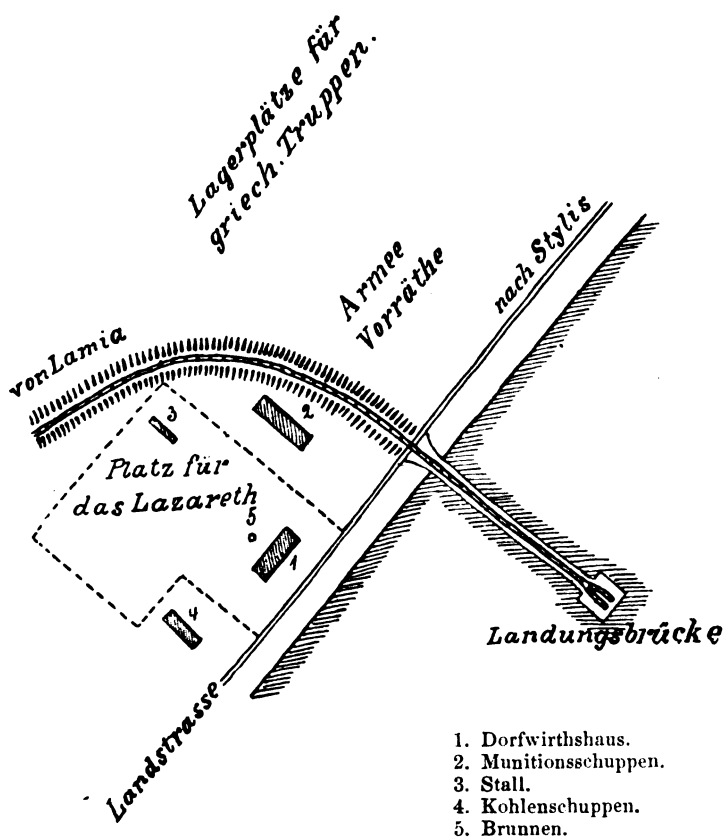 Lagerplätze für
griech. Truppen.
Armee
Vorräthe
nach Stylis
von Lamia
3
2
Platz für
das Lazareth
5
1
4
Landungsbrücke
Landstrasse
1. Dorfwirthshaus.
2. Munitionsschuppen.
3. Stall.
4. Kohlenschuppen.
5. Brunnen.